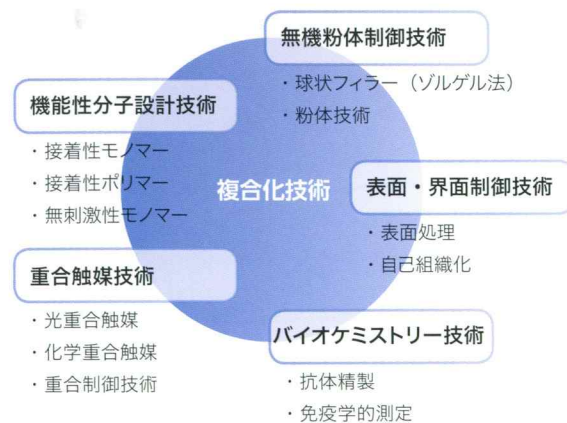 無機粉体制御技術
・球状フィラー（ゾルゲル法）
・粉体技術
機能性分子設計技術
・接着性モノマー
・接着性ポリマー
・無刺激性モノマー
複合化技術
表面・界面制御技術
・表面処理
・自己組織化
重合触媒技術
・光重合触媒
・化学重合触媒
・重合制御技術
バイオケミストリー技術
・抗体精製
・免疫学的測定